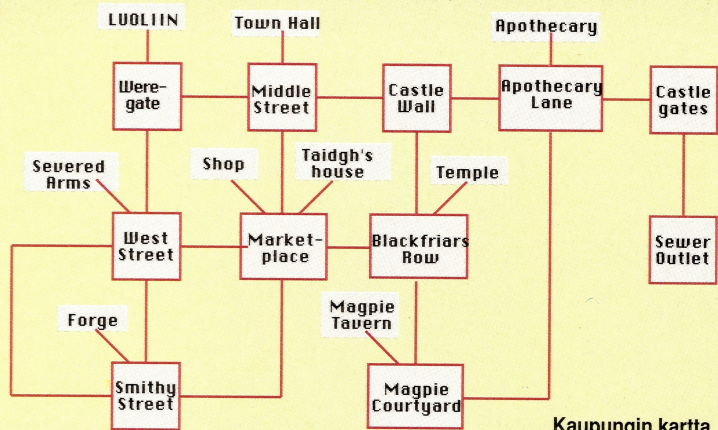 LUOLIIN
Town Hall
Apothecary
Were-
gate
Middle
Street
Castle
Wall
Apothecary
Lane
Castle
gates
Severed
Arms
Shop
Taidgh's
house
Temple
West
Street
Market-
place
Blackfriars
Row
Sewer
Outlet
Forge
Magpie
Tavern
Smithy
Street
Magpie
Courtyard
Kaupungin kartta